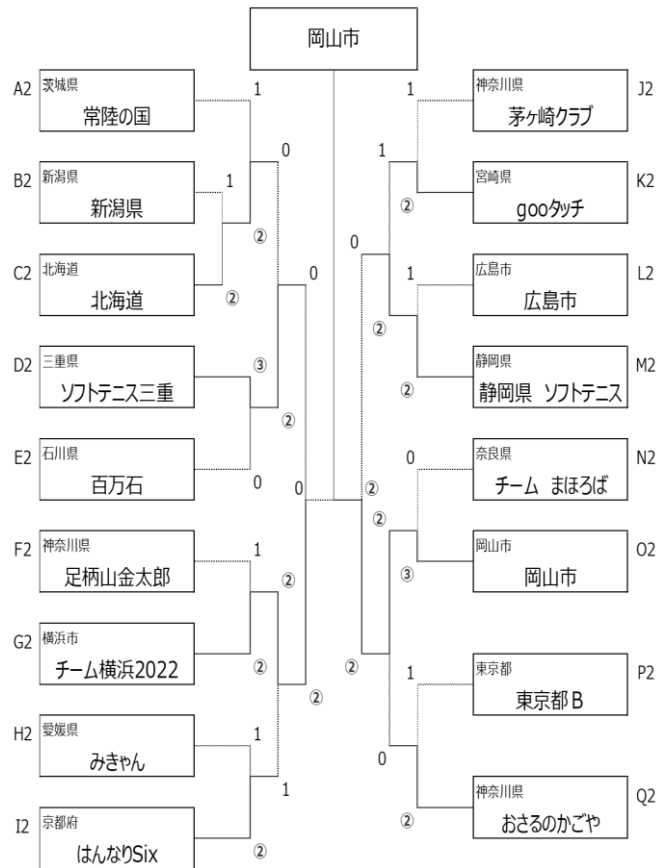 岡山市
A2
茨城県
常陸の国
1
B2
新潟県
新潟県
1
0
②
C2
北海道
北海道
②
0
D2
三重県
ソフトテニス三重
③
②
E2
石川県
百万石
0
0
F2
神奈川県
足柄山金太郎
1
②
G2
横浜市
チーム横浜2022
②
②
H2
愛媛県
みきゃん
1
1
I2
京都府
はんなりSix
②
1
神奈川県
茅ヶ崎クラブ
J2
1
②
宮崎県
gooタッチ
K2
0
1
広島市
広島市
L2
②
②
静岡県
静岡県 ソフトテニス
M2
0
奈良県
チーム まほろば
N2
②
②
③
岡山市
岡山市
O2
②
1
東京都
東京都B
P2
0
②
神奈川県
おさるのかごや
Q2